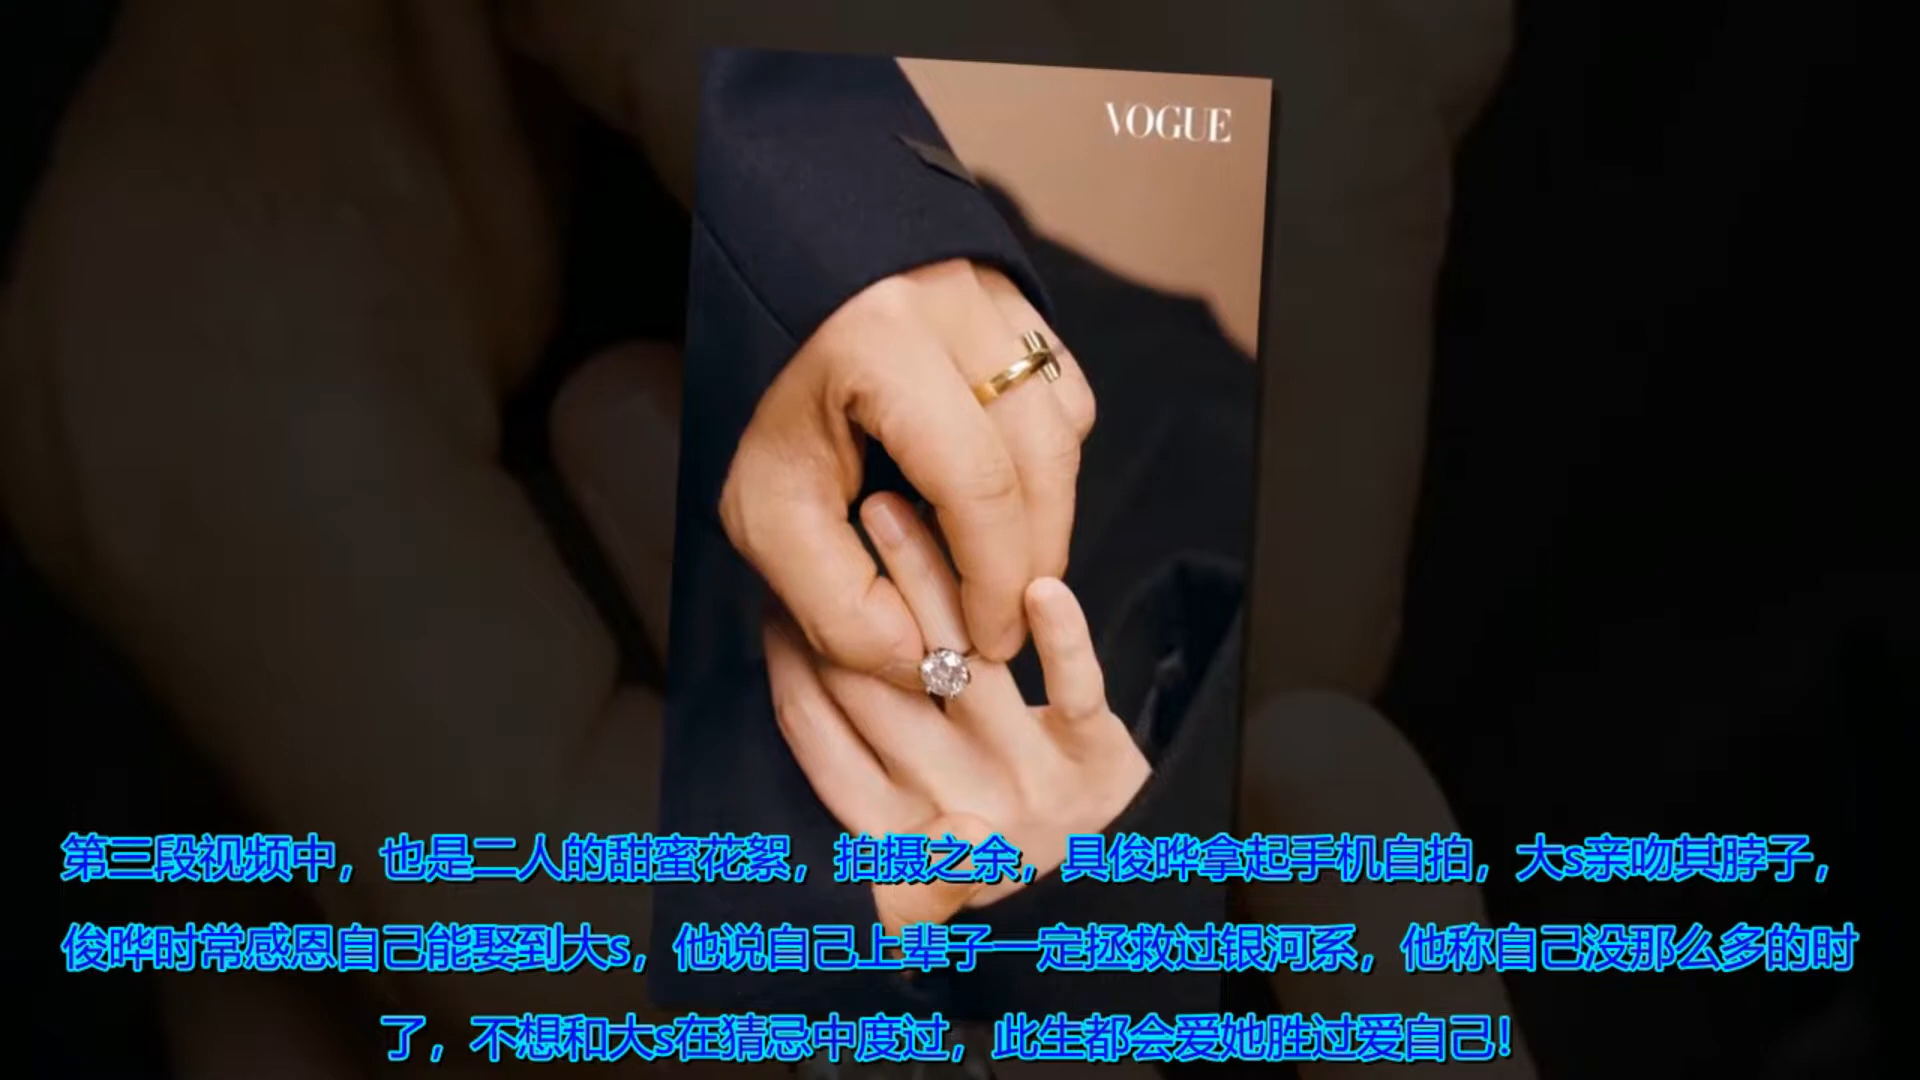 VOGUE
第三段视频中，也是二人的甜蜜花絮，拍摄之余，具俊晔拿起手机自拍，大s亲吻其脖子，
俊晔时常感恩自己能娶到大s，他说自己上辈子一定拯救过银河系，他称自己没那么多的时
了，不想和大s在猜忌中度过，此生都会爱她胜过爱自己！